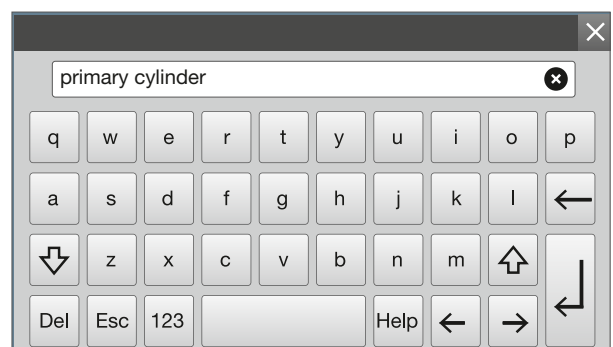 primary cylinder
q w e r t y u i o p
a s d f g h j k l
z x c v b n m
Del Esc 123 Help